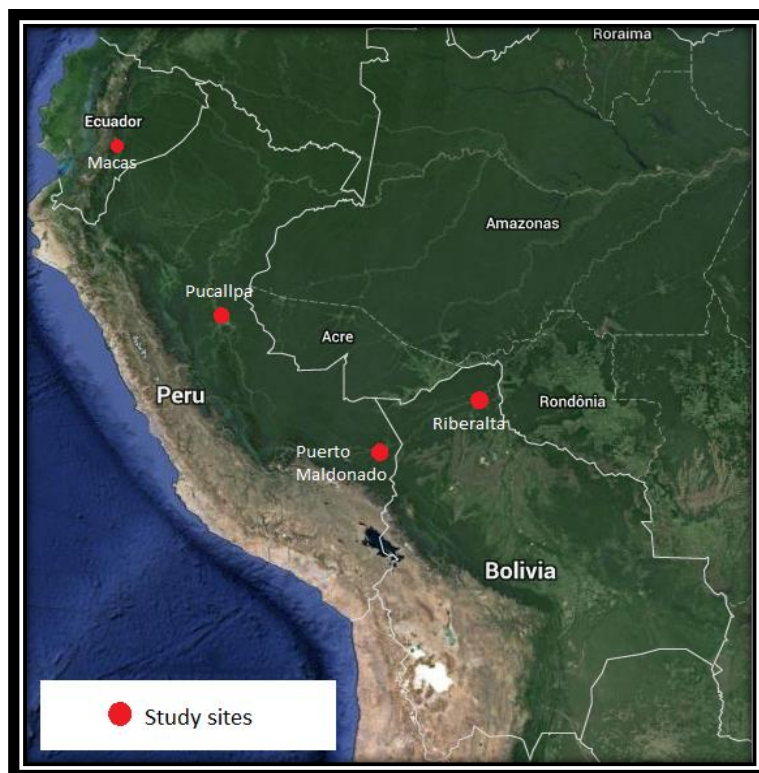 Roraima
Ecuador
Macas
Amazonas
Pucallpa
Acre
Peru
Rondônia
Riberalta
Puerto
Maldonado
Bolivia
Study sites